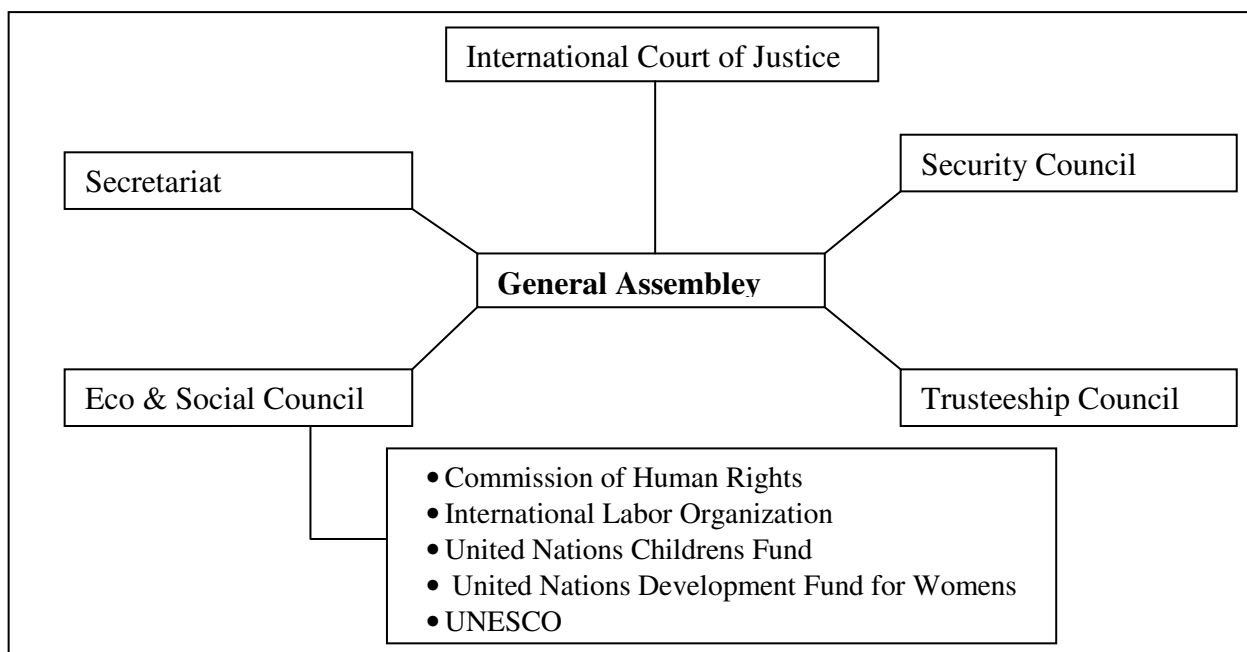 International Court of Justice
Secretariat
Security Council
General Assembley
Eco & Social Council
Trusteeship Council
• Commission of Human Rights
• International Labor Organization
• United Nations Childrens Fund
• United Nations Development Fund for Womens
• UNESCO